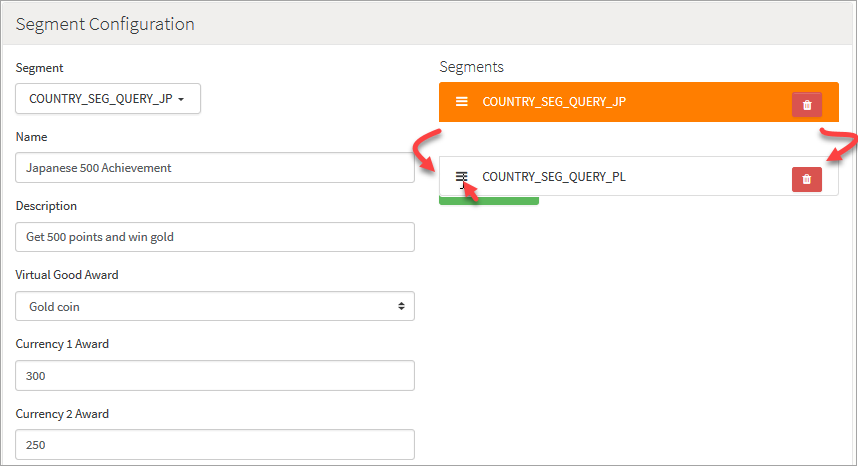 Segment Configuration
Segment
COUNTRY_SEG_QUERY_JP
Name
Japanese 500 Achievement
Description
Get 500 points and win gold
Virtual Good Award
Gold coin
Currency 1 Award
300
Currency 2 Award
250
Segments
COUNTRY_SEG_QUERY_JP
COUNTRY_SEG_QUERY_PL